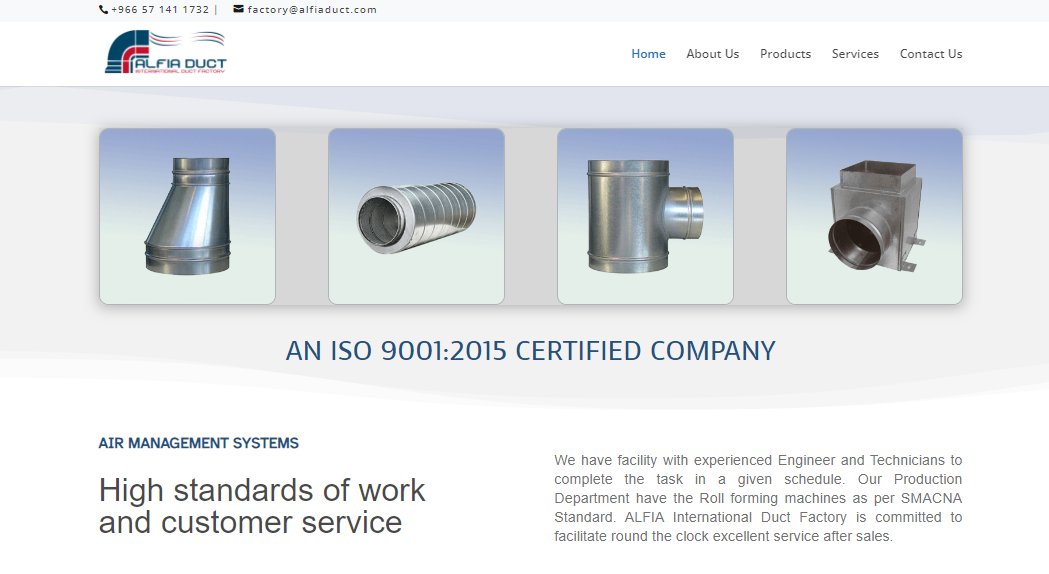 +966 57 141 1732 |
factory@alfiaduct.com
ALFIA DUCT
INTERNATIONAL DUCT FACTORY
Home
About Us
Products
Services
Contact Us
AN ISO 9001:2015 CERTIFIED COMPANY
AIR MANAGEMENT SYSTEMS
High standards of work
and customer service
We have facility with experienced Engineer and Technicians to
complete the task in a given schedule. Our Production
Department have the Roll forming machines as per SMACNA
Standard. ALFIA International Duct Factory is committed to
facilitate round the clock excellent service after sales.